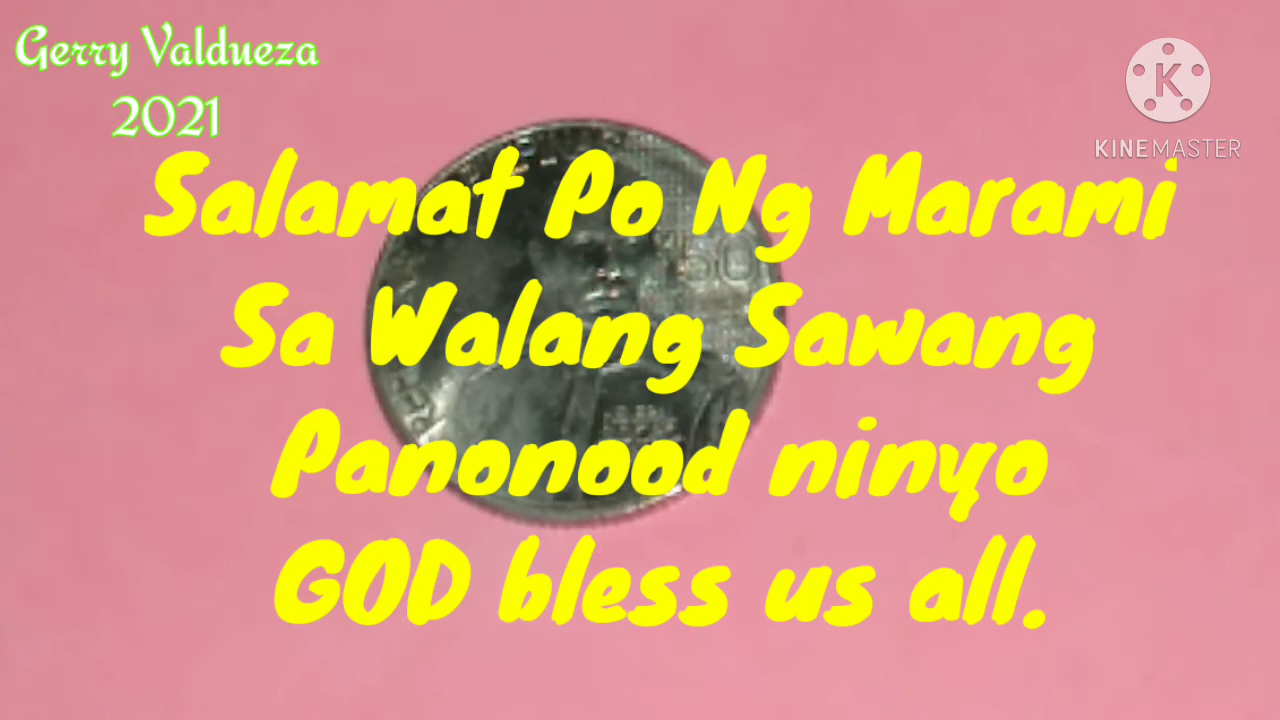 Gerry Valdueza
2021
KINEMASTER
Salamat Po Ng Marami
Sa Walang Sawang
Panonood ninyo
GOD bless us all.